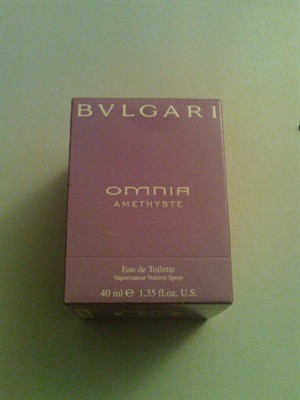 BVLGARI
OMNIA
AMETHYSTE
Eau de Toilette
Vaporisateur Natural Spray
40 ml ℮ 1.35 fl.oz. U.S.